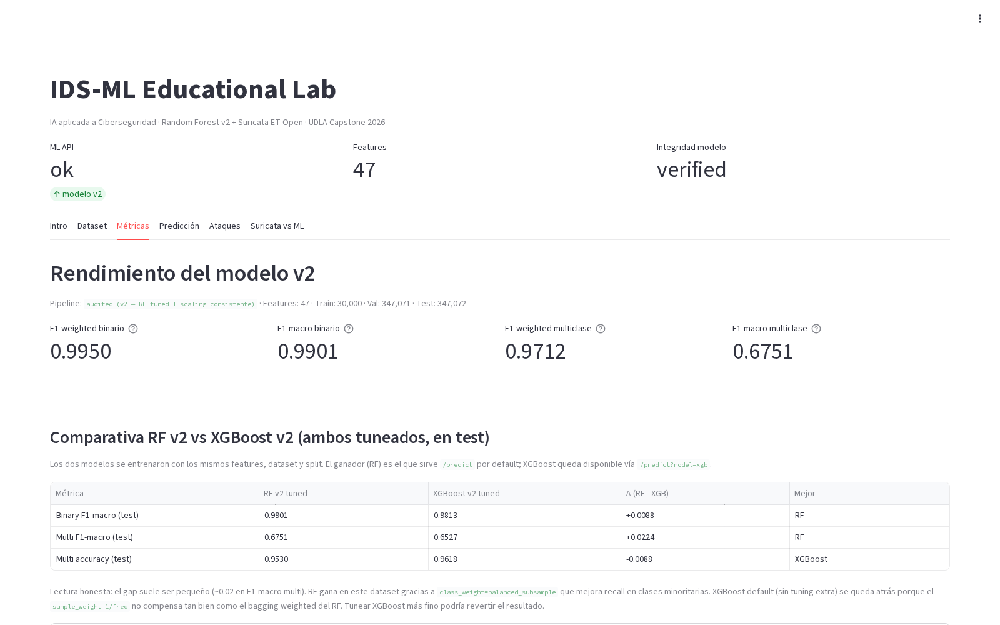 IDS-ML Educational Lab
IA aplicada a Ciberseguridad · Random Forest v2 + Suricata ET-Open · UDLA Capstone 2026
ML API
Features
Integridad modelo
ok
47
verified
↑ modelo v2
Intro Dataset Métricas Predicción Ataques Suricata vs ML
Rendimiento del modelo v2
Pipeline: audited (v2 — RF tuned + scaling consistente) · Features: 47 · Train: 30,000 · Val: 347,071 · Test: 347,072
F1-weighted binario
F1-macro binario
F1-weighted multiclase
F1-macro multiclase
0.9950
0.9901
0.9712
0.6751
Comparativa RF v2 vs XGBoost v2 (ambos tuneados, en test)
Los dos modelos se entrenaron con los mismos features, dataset y split. El ganador (RF) es el que sirve /predict por default; XGBoost queda disponible vía /predict?model=xgb.
Métrica RF v2 tuned XGBoost v2 tuned Δ (RF - XGB) Mejor
Binary F1-macro (test) 0.9901 0.9813 +0.0088 RF
Multi F1-macro (test) 0.6751 0.6527 +0.0224 RF
Multi accuracy (test) 0.9530 0.9618 -0.0088 XGBoost
Lectura honesta: el gap suele ser pequeño (~0.02 en F1-macro multi). RF gana en este dataset gracias a class_weight=balanced_subsample que mejora recall en clases minoritarias. XGBoost default (sin tuning extra) se queda atrás porque el
sample_weight=1/freq no compensa tan bien como el bagging weighted del RF. Tunear XGBoost más fino podría revertir el resultado.